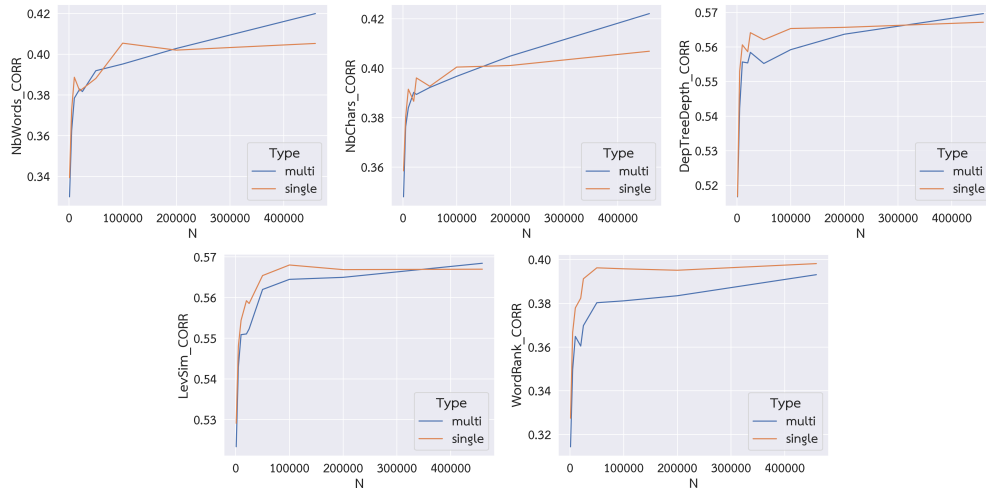 NbWords_CORR
0.42
0.40
0.38
0.36
0.34
0
100000
200000
300000
400000
N
Type
multi
single
NbChars_CORR
0.42
0.40
0.38
0.36
0
100000
200000
300000
400000
N
Type
multi
single
DepTreeDepth_CORR
0.57
0.56
0.55
0.54
0.53
0.52
0
100000
200000
300000
400000
N
Type
multi
single
LevSim_CORR
0.57
0.56
0.55
0.54
0.53
0
100000
200000
300000
400000
N
Type
multi
single
WordRank_CORR
0.40
0.38
0.36
0.34
0.32
0
100000
200000
300000
400000
N
Type
multi
single